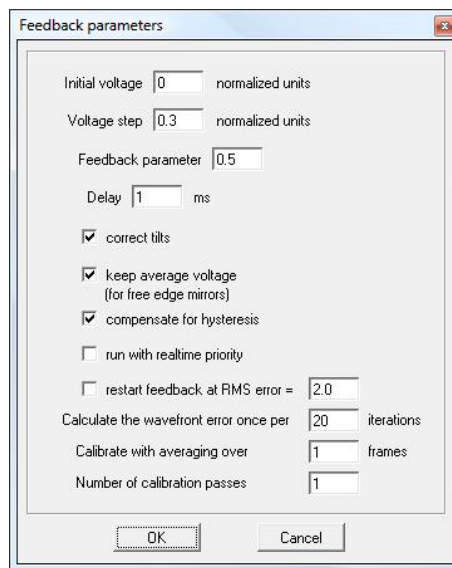 Feedback parameters
Initial voltage 0 normalized units
Voltage step 0.3 normalized units
Feedback parameter 0.5
Delay 1 ms
correct tilts
keep average voltage
(for free edge mirrors)
compensate for hysteresis
run with realtime priority
restart feedback at RMS error = 2.0
Calculate the wavefront error once per 20 iterations
Calibrate with averaging over 1 frames
Number of calibration passes 1
OK Cancel